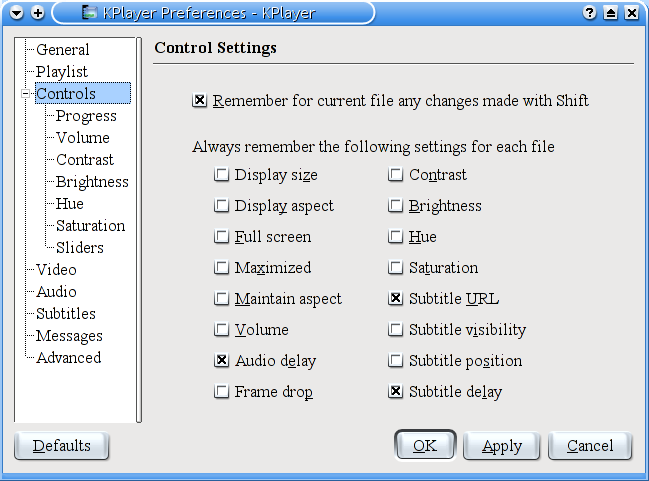 KPlayer Preferences - KPlayer
General
Playlist
Controls
Progress
Volume
Contrast
Brightness
Hue
Saturation
Sliders
Video
Audio
Subtitles
Messages
Advanced
Control Settings
Remember for current file any changes made with Shift
Always remember the following settings for each file
Display size Contrast
Display aspect Brightness
Full screen Hue
Maximized Saturation
Maintain aspect Subtitle URL
Volume Subtitle visibility
Audio delay Subtitle position
Frame drop Subtitle delay
Defaults OK Apply Cancel